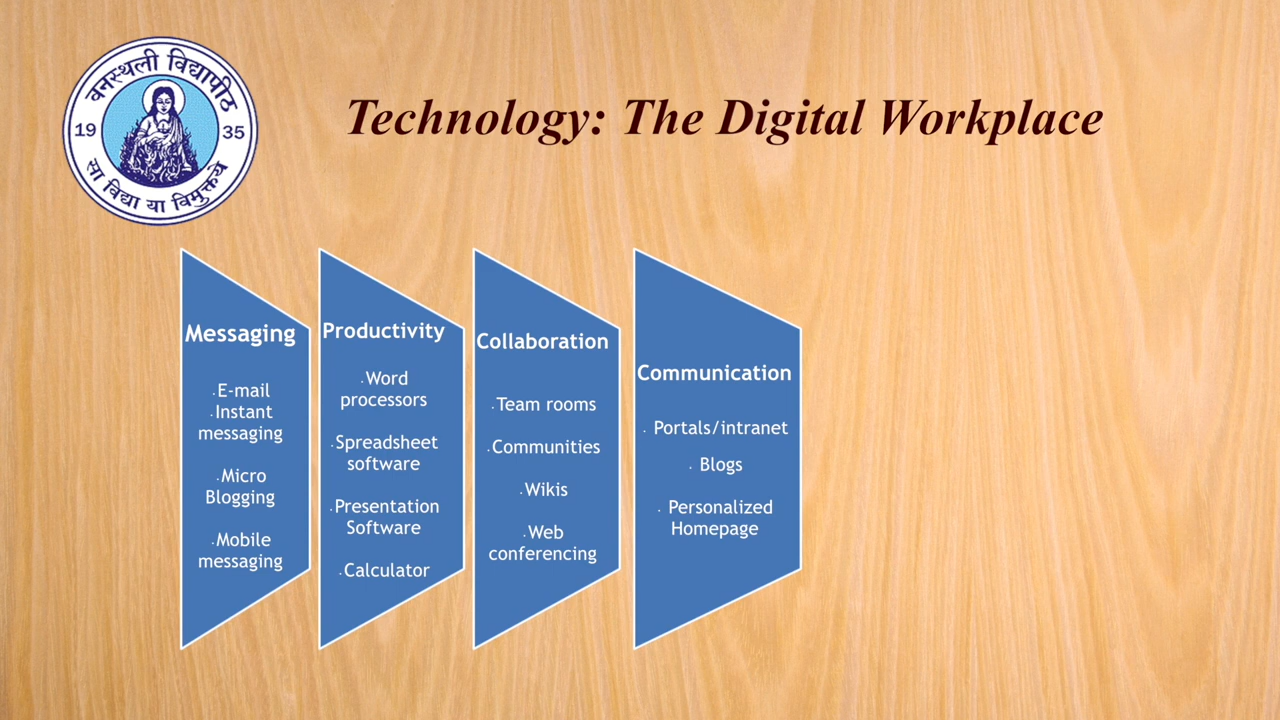 वनस्थली विद्यापीठ
19 35
सा विद्या या विमुक्तये
Technology: The Digital Workplace
Messaging
·E-mail
·Instant
messaging
·Micro
Blogging
·Mobile
messaging
Productivity
·Word
processors
·Spreadsheet
software
·Presentation
Software
·Calculator
Collaboration
·Team rooms
·Communities
·Wikis
·Web
conferencing
Communication
· Portals/intranet
· Blogs
· Personalized
Homepage